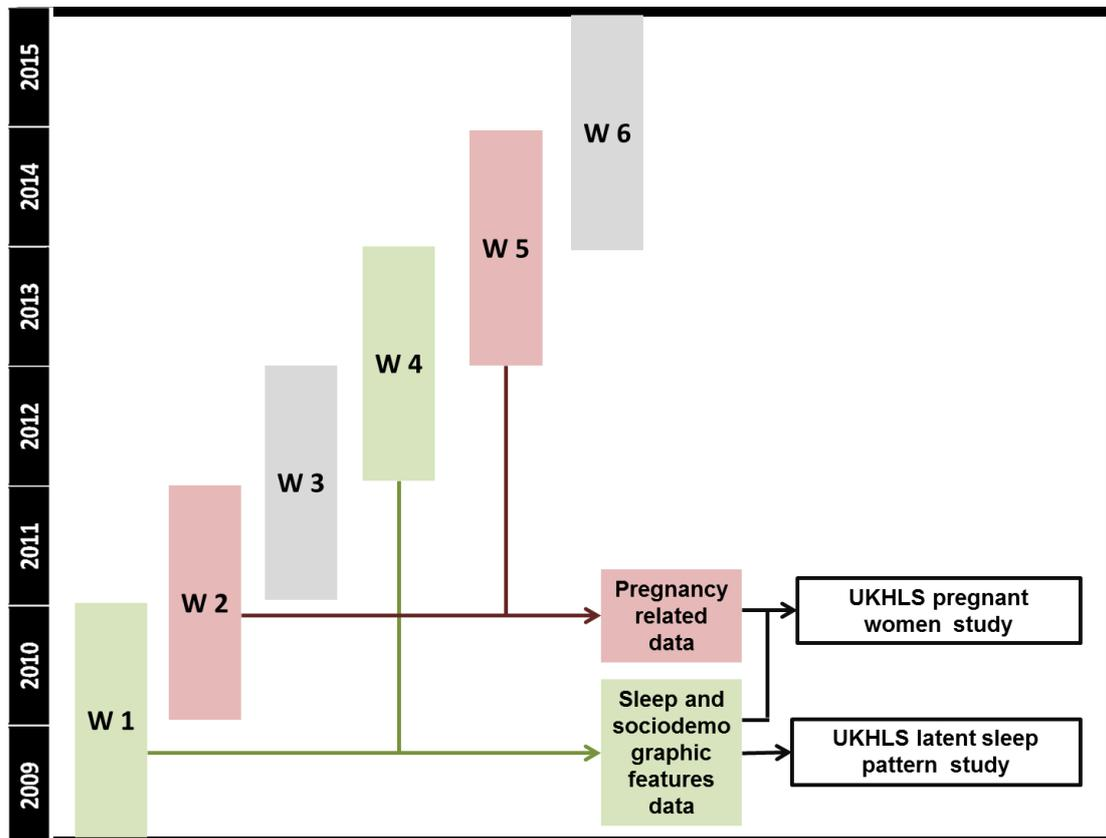 2015
2014
2013
2012
2011
2010
2009
W 6
W 5
W 4
W 3
W 2
W 1
Pregnancy
related
data
UKHLS pregnant
women study
Sleep and
sociodemo
graphic
features
data
UKHLS latent sleep
pattern study